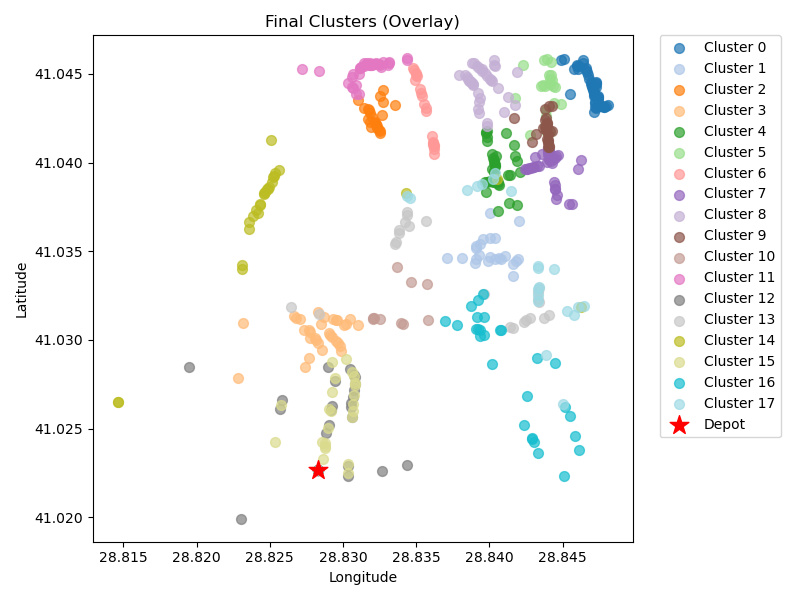 Final Clusters (Overlay)
Latitude
41.045
41.040
41.035
41.030
41.025
41.020
28.815 28.820 28.825 28.830 28.835 28.840 28.845
Longitude
Cluster 0
Cluster 1
Cluster 2
Cluster 3
Cluster 4
Cluster 5
Cluster 6
Cluster 7
Cluster 8
Cluster 9
Cluster 10
Cluster 11
Cluster 12
Cluster 13
Cluster 14
Cluster 15
Cluster 16
Cluster 17
Depot